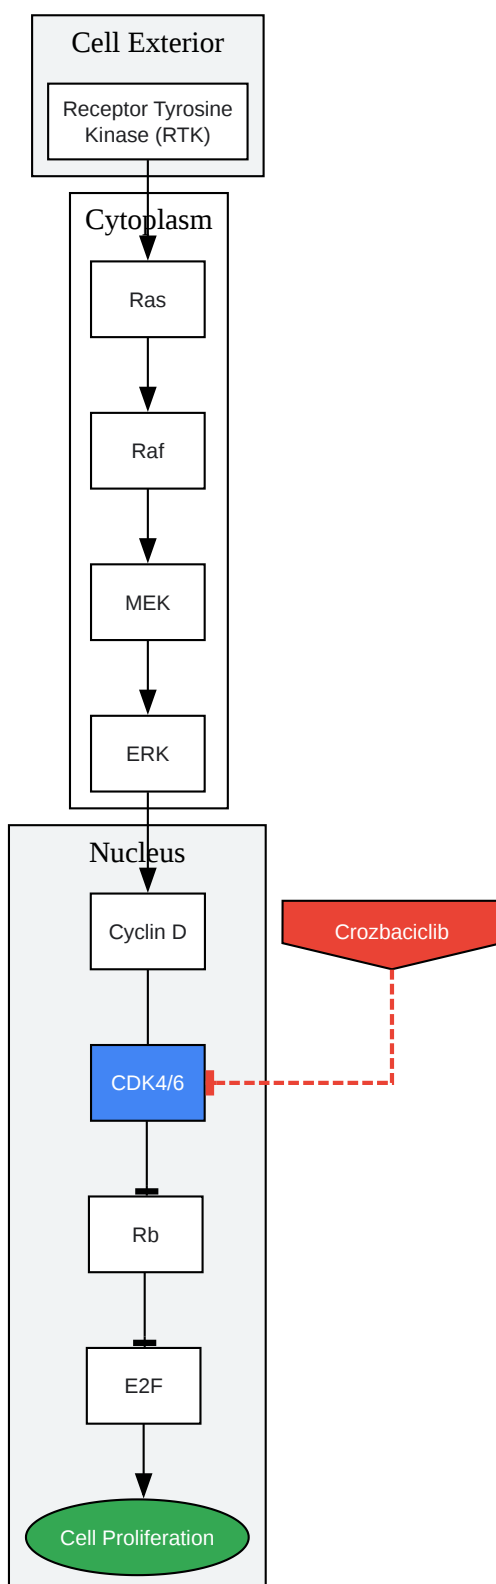 Cell Exterior
Receptor Tyrosine
Kinase (RTK)
Cytoplasm
Ras
Raf
MEK
ERK
Nucleus
Cyclin D
Crozbaciclib
CDK4/6
Rb
E2F
Cell Proliferation